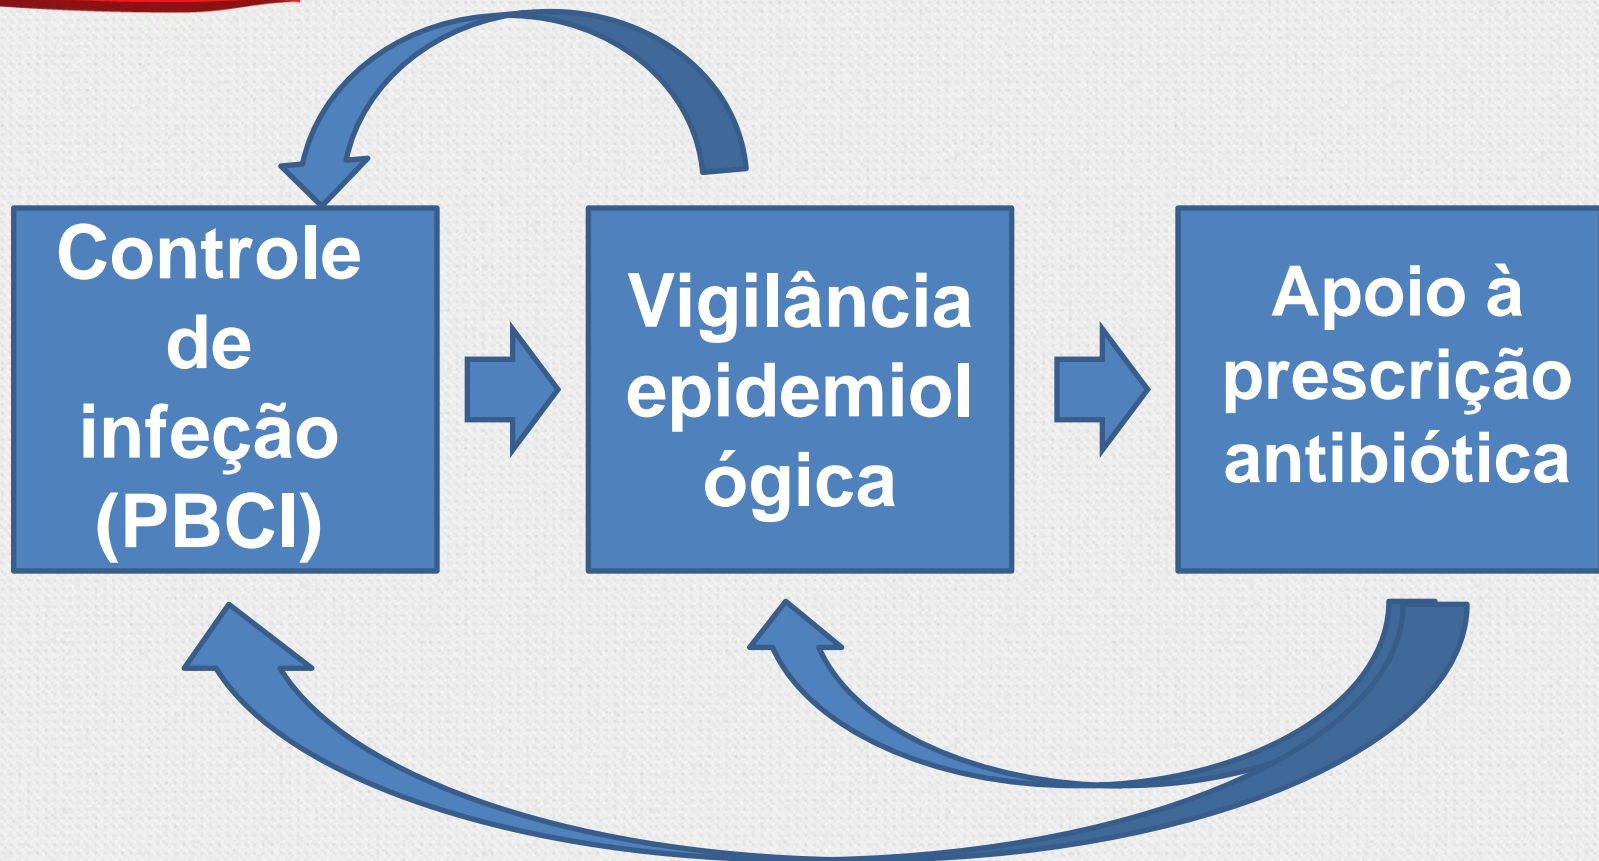 Controle
de
infeção
(PBCI)
Vigilância
epidemiol
ógica
Apoio à
prescrição
antibiótica